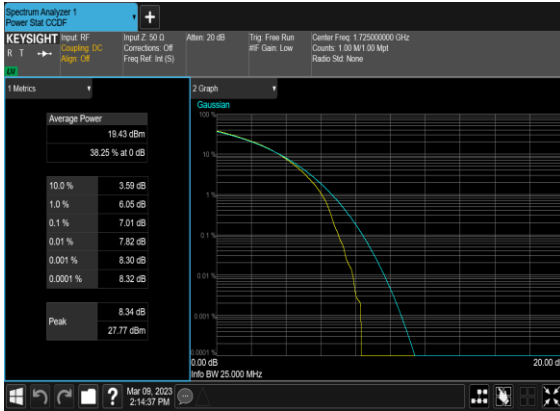 Spectrum Analyzer 1
Power Stat CCDF
KEYSIGHT
R T
Input: RF
Coupling: DC
Align: Off
Input Z: 50 Ω
Corrections: Off
Freq Ref: Int (S)
Atten: 20 dB
Trig: Free Run
#IF Gain: Low
Center Freq: 1.725000000 GHz
Counts: 1.00 M/1.00 Mpt
Radio Std: None
1 Metrics
Average Power
19.43 dBm
38.25 % at 0 dB
10.0 % 3.59 dB
1.0 % 6.05 dB
0.1 % 7.01 dB
0.01 % 7.82 dB
0.001 % 8.30 dB
0.0001 % 8.32 dB
Peak
8.34 dB
27.77 dBm
2 Graph
Gaussian
100 %
10 %
1 %
0.1 %
0.01 %
0.001 %
0.0001 %
0.00 dB
20.00 d
Info BW 25.000 MHz
?
Mar 09, 2023
2:14:37 PM